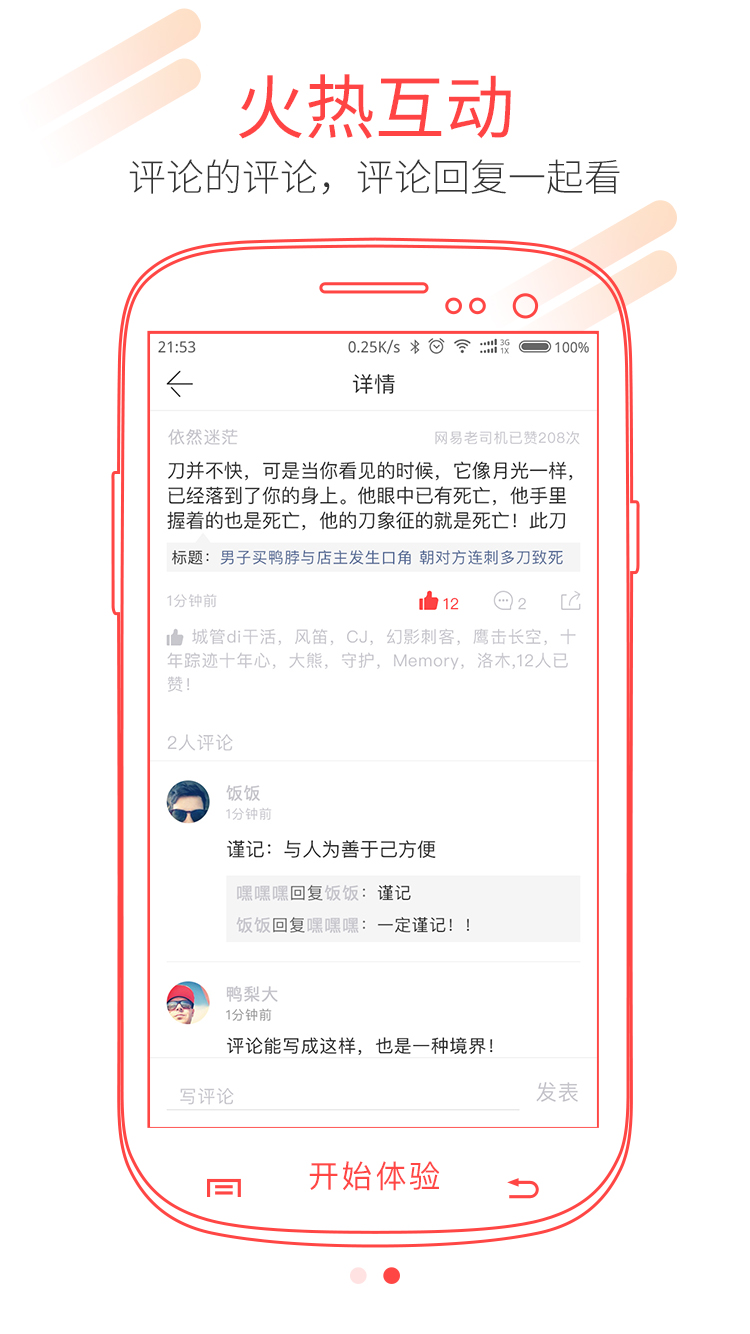 火热互动
评论的评论，评论回复一起看
21:53 0.25K/s 3G 1X 100%
详情
依然迷茫 网易老司机已赞208次
刀并不快，可是当你看见的时候，它像月光一样，
已经落到了你的身上。他眼中已有死亡，他手里
握着的也是死亡，他的刀象征的就是死亡！此刀
标题：男子买鸭脖与店主发生口角 朝对方连刺多刀致死
1分钟前 12 2
城管di干活，风笛，CJ，幻影刺客，鹰击长空，十
年踪迹十年心，大熊，守护，Memory，洛木,12人已
赞！
2人评论
饭饭
1分钟前
谨记：与人为善于己方便
嘿嘿嘿回复饭饭：谨记
饭饭回复嘿嘿嘿：一定谨记！！
鸭梨大
1分钟前
评论能写成这样，也是一种境界！
写评论 发表
开始体验